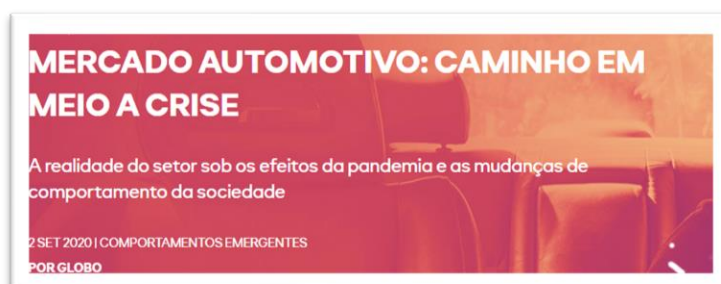 MERCADO AUTOMOTIVO: CAMINHO EM
MEIO A CRISE
A realidade do setor sob os efeitos da pandemia e as mudanças de
comportamento da sociedade
2 SET 2020 | COMPORTAMENTOS EMERGENTES
POR GLOBO